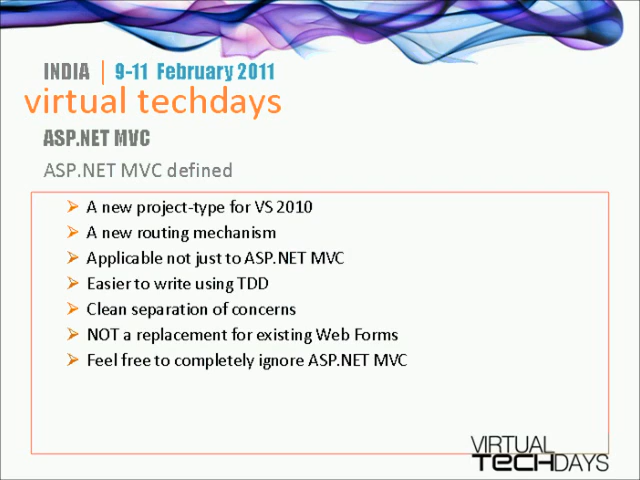 INDIA | 9-11 February 2011
virtual techdays
ASP.NET MVC
ASP.NET MVC defined
➢ A new project-type for VS 2010
➢ A new routing mechanism
➢ Applicable not just to ASP.NET MVC
➢ Easier to write using TDD
➢ Clean separation of concerns
➢ NOT a replacement for existing Web Forms
➢ Feel free to completely ignore ASP.NET MVC
VIRTUAL
TECHDAYS